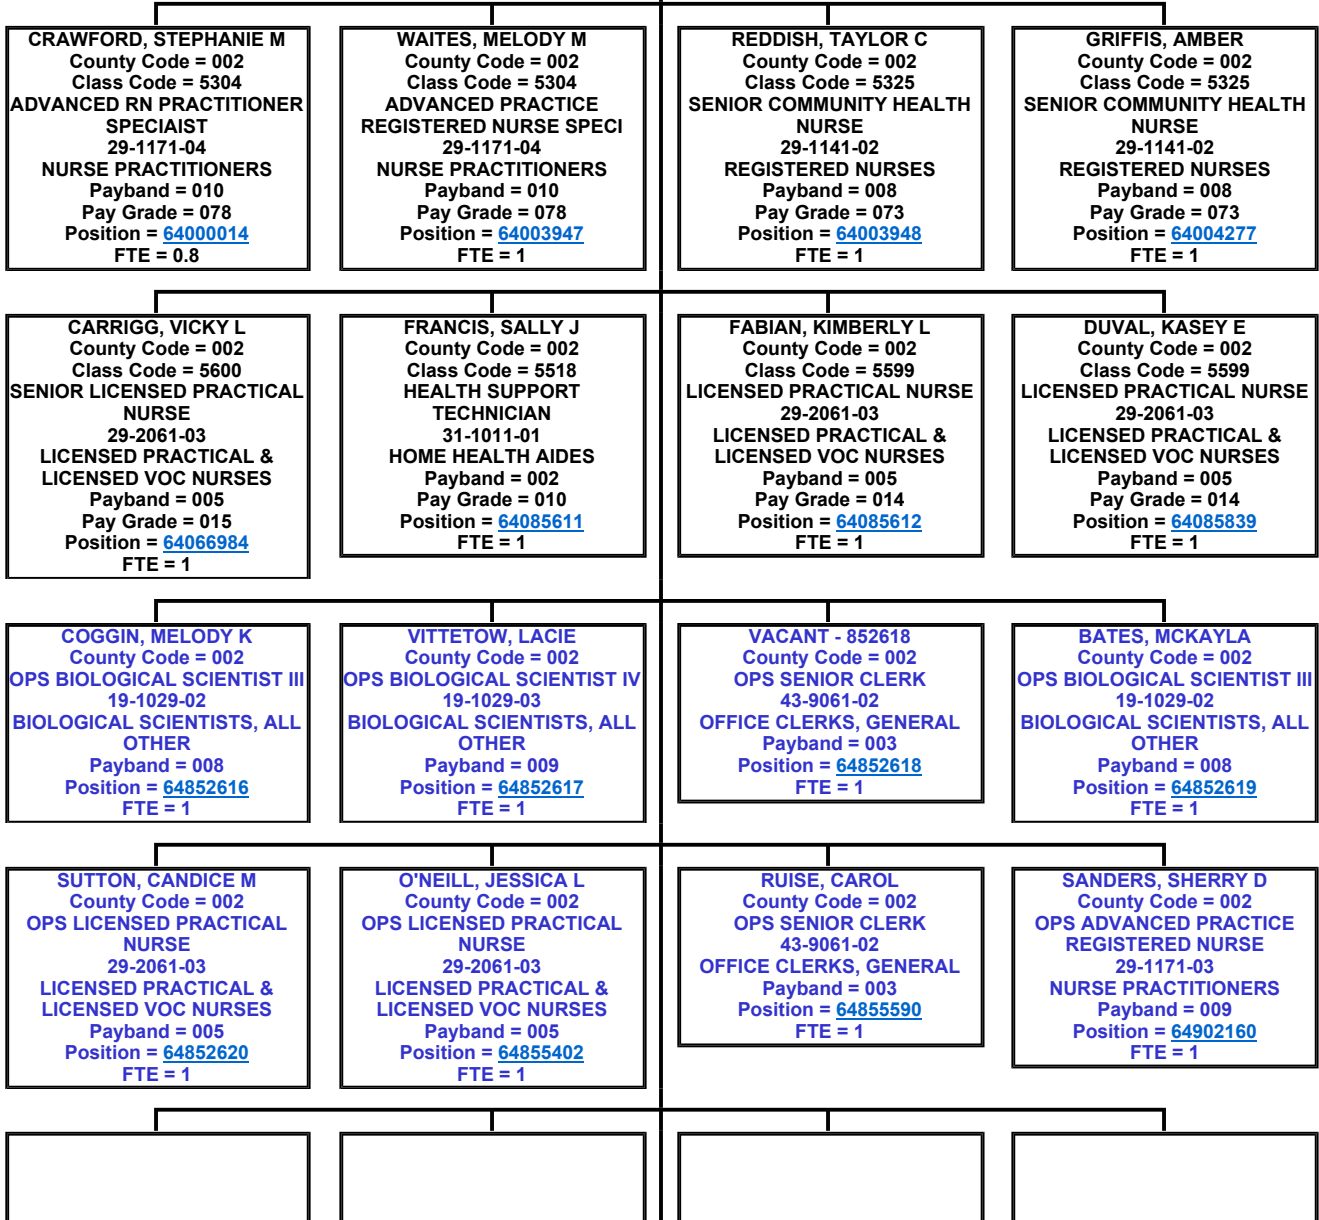 CRAWFORD, STEPHANIE M
County Code = 002
Class Code = 5304
ADVANCED RN PRACTITIONER
SPECIAIST
29-1171-04
NURSE PRACTITIONERS
Payband = 010
Pay Grade = 078
Position = 64000014
FTE = 0.8
WAITES, MELODY M
County Code = 002
Class Code = 5304
ADVANCED PRACTICE
REGISTERED NURSE SPECI
29-1171-04
NURSE PRACTITIONERS
Payband = 010
Pay Grade = 078
Position = 64003947
FTE = 1
REDDISH, TAYLOR C
County Code = 002
Class Code = 5325
SENIOR COMMUNITY HEALTH
NURSE
29-1141-02
REGISTERED NURSES
Payband = 008
Pay Grade = 073
Position = 64003948
FTE = 1
GRIFFIS, AMBER
County Code = 002
Class Code = 5325
SENIOR COMMUNITY HEALTH
NURSE
29-1141-02
REGISTERED NURSES
Payband = 008
Pay Grade = 073
Position = 64004277
FTE = 1
CARRIGG, VICKY L
County Code = 002
Class Code = 5600
SENIOR LICENSED PRACTICAL
NURSE
29-2061-03
LICENSED PRACTICAL &
LICENSED VOC NURSES
Payband = 005
Pay Grade = 015
Position = 64066984
FTE = 1
FRANCIS, SALLY J
County Code = 002
Class Code = 5518
HEALTH SUPPORT
TECHNICIAN
31-1011-01
HOME HEALTH AIDES
Payband = 002
Pay Grade = 010
Position = 64085611
FTE = 1
FABIAN, KIMBERLY L
County Code = 002
Class Code = 5599
LICENSED PRACTICAL NURSE
29-2061-03
LICENSED PRACTICAL &
LICENSED VOC NURSES
Payband = 005
Pay Grade = 014
Position = 64085612
FTE = 1
DUVAL, KASEY E
County Code = 002
Class Code = 5599
LICENSED PRACTICAL NURSE
29-2061-03
LICENSED PRACTICAL &
LICENSED VOC NURSES
Payband = 005
Pay Grade = 014
Position = 64085839
FTE = 1
COGGIN, MELODY K
County Code = 002
OPS BIOLOGICAL SCIENTIST III
19-1029-02
BIOLOGICAL SCIENTISTS, ALL
OTHER
Payband = 008
Position = 64852616
FTE = 1
VITTETOW, LACIE
County Code = 002
OPS BIOLOGICAL SCIENTIST IV
19-1029-03
BIOLOGICAL SCIENTISTS, ALL
OTHER
Payband = 009
Position = 64852617
FTE = 1
VACANT - 852618
County Code = 002
OPS SENIOR CLERK
43-9061-02
OFFICE CLERKS, GENERAL
Payband = 003
Position = 64852618
FTE = 1
BATES, MCKAYLA
County Code = 002
OPS BIOLOGICAL SCIENTIST III
19-1029-02
BIOLOGICAL SCIENTISTS, ALL
OTHER
Payband = 008
Position = 64852619
FTE = 1
SUTTON, CANDICE M
County Code = 002
OPS LICENSED PRACTICAL
NURSE
29-2061-03
LICENSED PRACTICAL &
LICENSED VOC NURSES
Payband = 005
Position = 64852620
FTE = 1
O'NEILL, JESSICA L
County Code = 002
OPS LICENSED PRACTICAL
NURSE
29-2061-03
LICENSED PRACTICAL &
LICENSED VOC NURSES
Payband = 005
Position = 64855402
FTE = 1
RUISE, CAROL
County Code = 002
OPS SENIOR CLERK
43-9061-02
OFFICE CLERKS, GENERAL
Payband = 003
Position = 64855590
FTE = 1
SANDERS, SHERRY D
County Code = 002
OPS ADVANCED PRACTICE
REGISTERED NURSE
29-1171-03
NURSE PRACTITIONERS
Payband = 009
Position = 64902160
FTE = 1